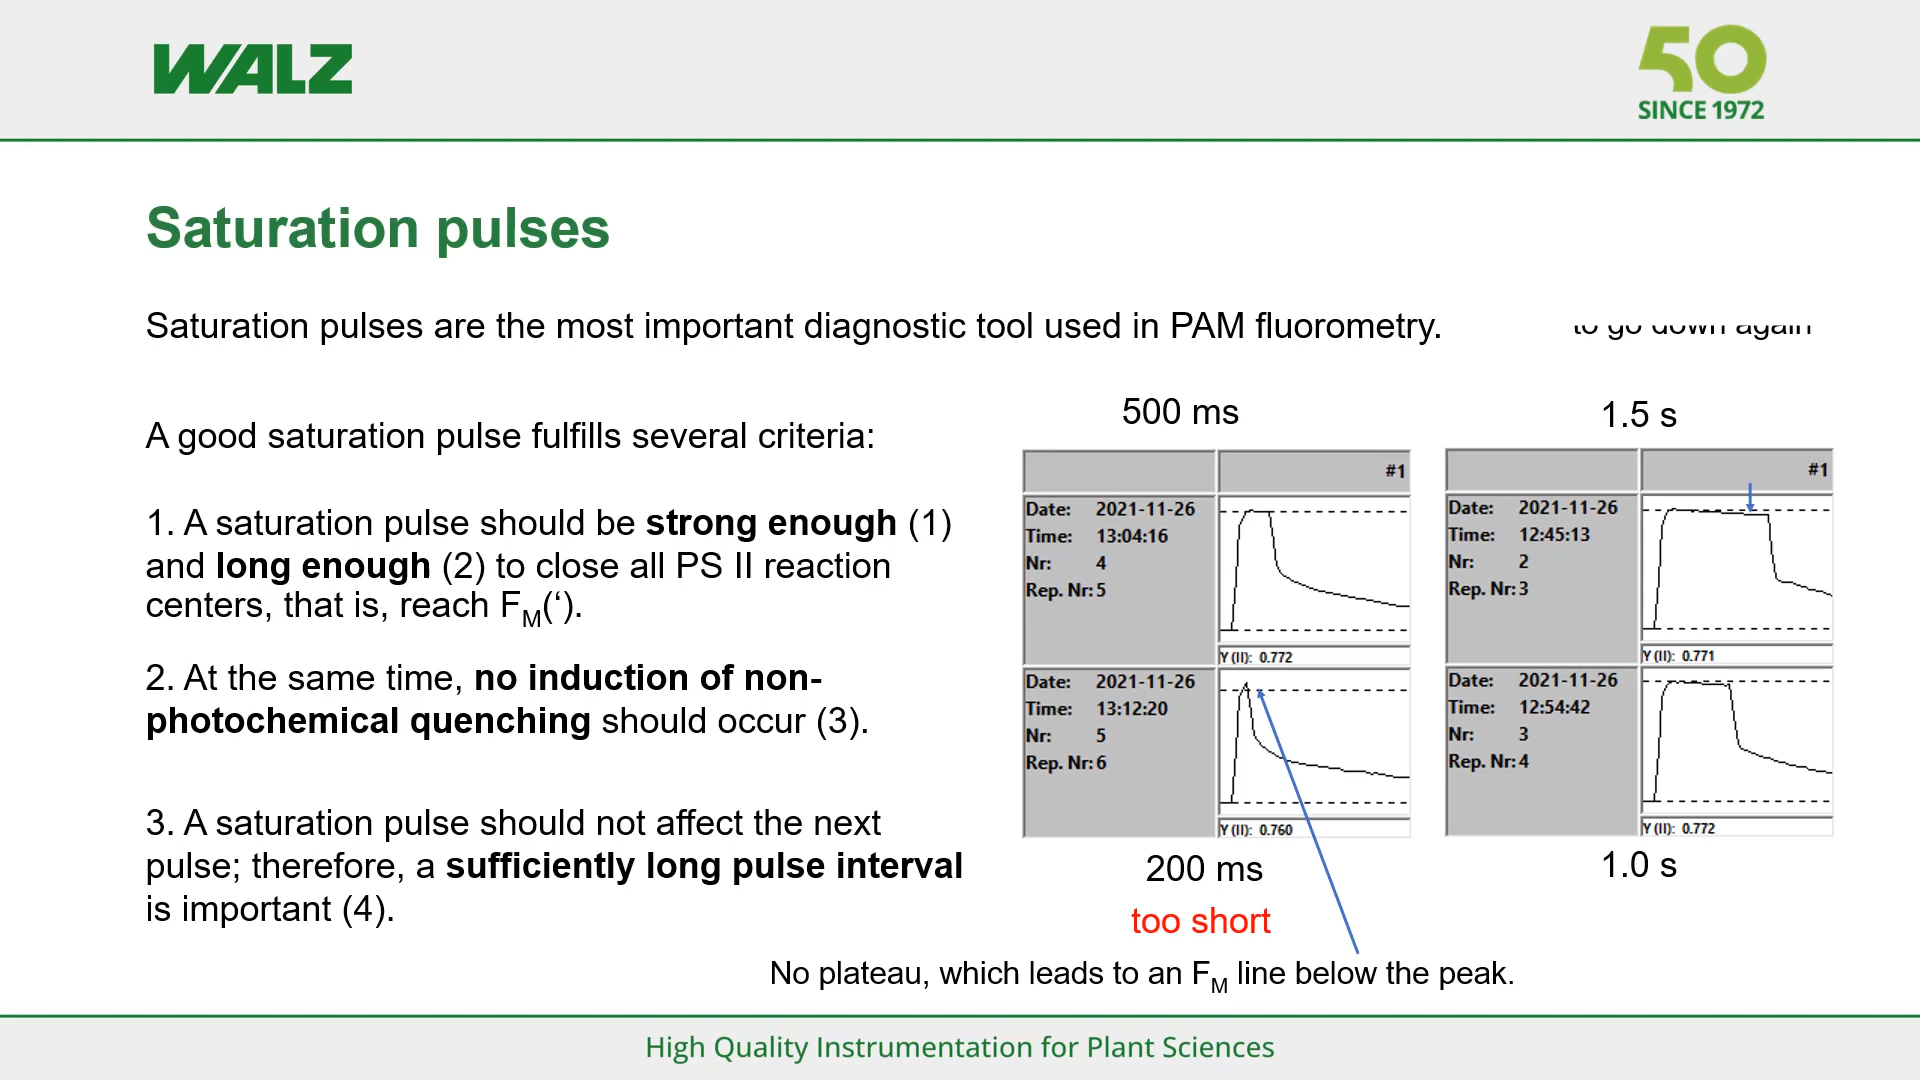 WALZ
50
SINCE 1972
Saturation pulses
Saturation pulses are the most important diagnostic tool used in PAM fluorometry.
to go down again
A good saturation pulse fulfills several criteria:
1. A saturation pulse should be strong enough (1)
and long enough (2) to close all PS II reaction
centers, that is, reach FM(‘).
2. At the same time, no induction of non-
photochemical quenching should occur (3).
3. A saturation pulse should not affect the next
pulse; therefore, a sufficiently long pulse interval
is important (4).
500 ms
#1
Date: 2021-11-26
Time: 13:04:16
Nr: 4
Rep. Nr: 5
Y (II): 0.772
Date: 2021-11-26
Time: 13:12:20
Nr: 5
Rep. Nr: 6
Y (II): 0.760
200 ms
too short
1.5 s
#1
Date: 2021-11-26
Time: 12:45:13
Nr: 2
Rep. Nr: 3
Y (II): 0.771
Date: 2021-11-26
Time: 12:54:42
Nr: 3
Rep. Nr: 4
Y (II): 0.772
1.0 s
No plateau, which leads to an FM line below the peak.
High Quality Instrumentation for Plant Sciences